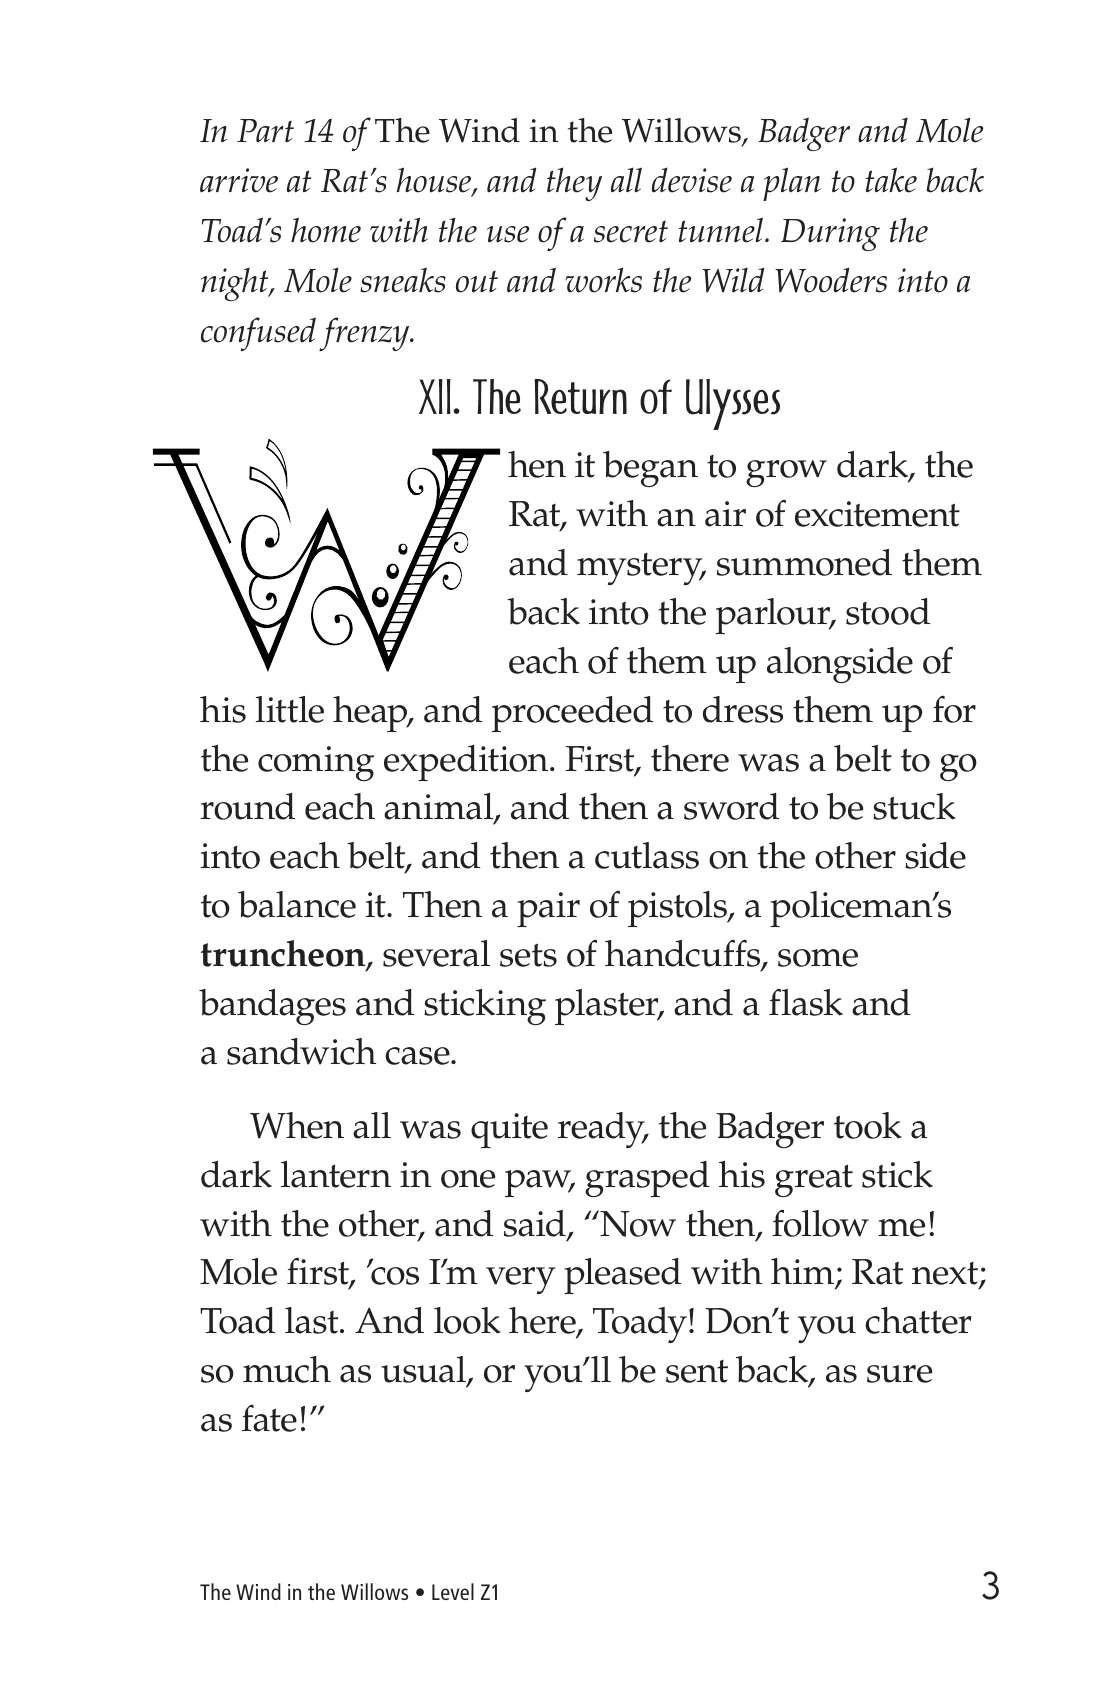 In Part 14 of The Wind in the Willows, Badger and Mole
arrive at Rat’s house, and they all devise a plan to take back
Toad’s home with the use of a secret tunnel. During the
night, Mole sneaks out and works the Wild Wooders into a
confused frenzy.
XII. The Return of Ulysses
When it began to grow dark, the
Rat, with an air of excitement
and mystery, summoned them
back into the parlour, stood
each of them up alongside of
his little heap, and proceeded to dress them up for
the coming expedition. First, there was a belt to go
round each animal, and then a sword to be stuck
into each belt, and then a cutlass on the other side
to balance it. Then a pair of pistols, a policeman’s
truncheon, several sets of handcuffs, some
bandages and sticking plaster, and a flask and
a sandwich case.
When all was quite ready, the Badger took a
dark lantern in one paw, grasped his great stick
with the other, and said, “Now then, follow me!
Mole first, ’cos I’m very pleased with him; Rat next;
Toad last. And look here, Toady! Don’t you chatter
so much as usual, or you’ll be sent back, as sure
as fate!”
The Wind in the Willows • Level Z1
3